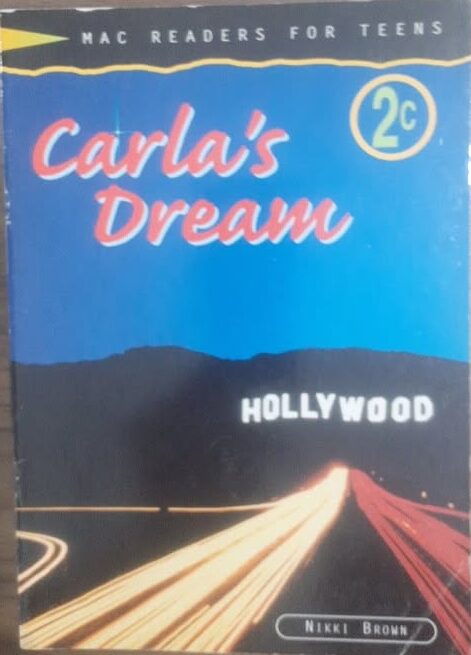 MAC READERS FOR TEENS
2C
Carla's
Dream
HOLLYWOOD
NIKKI BROWN